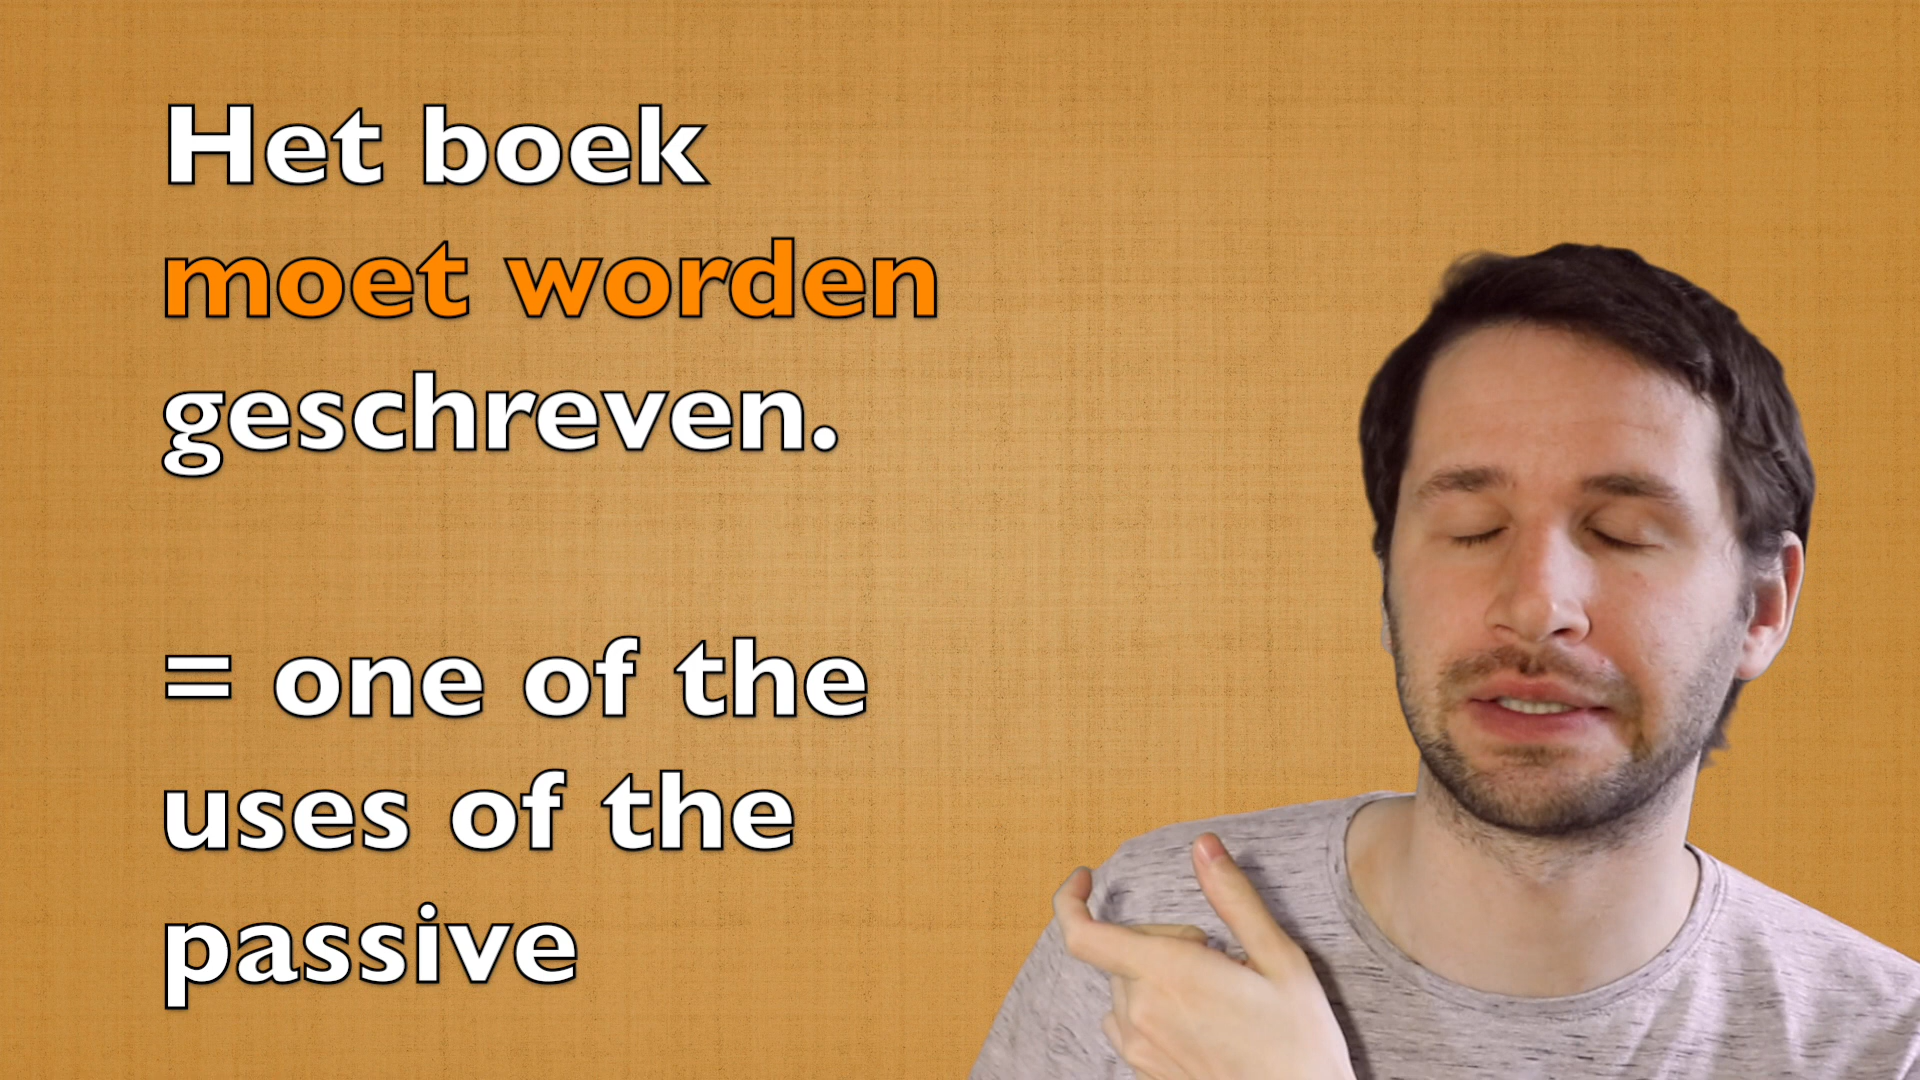 Het boek
moet worden
geschreven.
= one of the
uses of the
passive